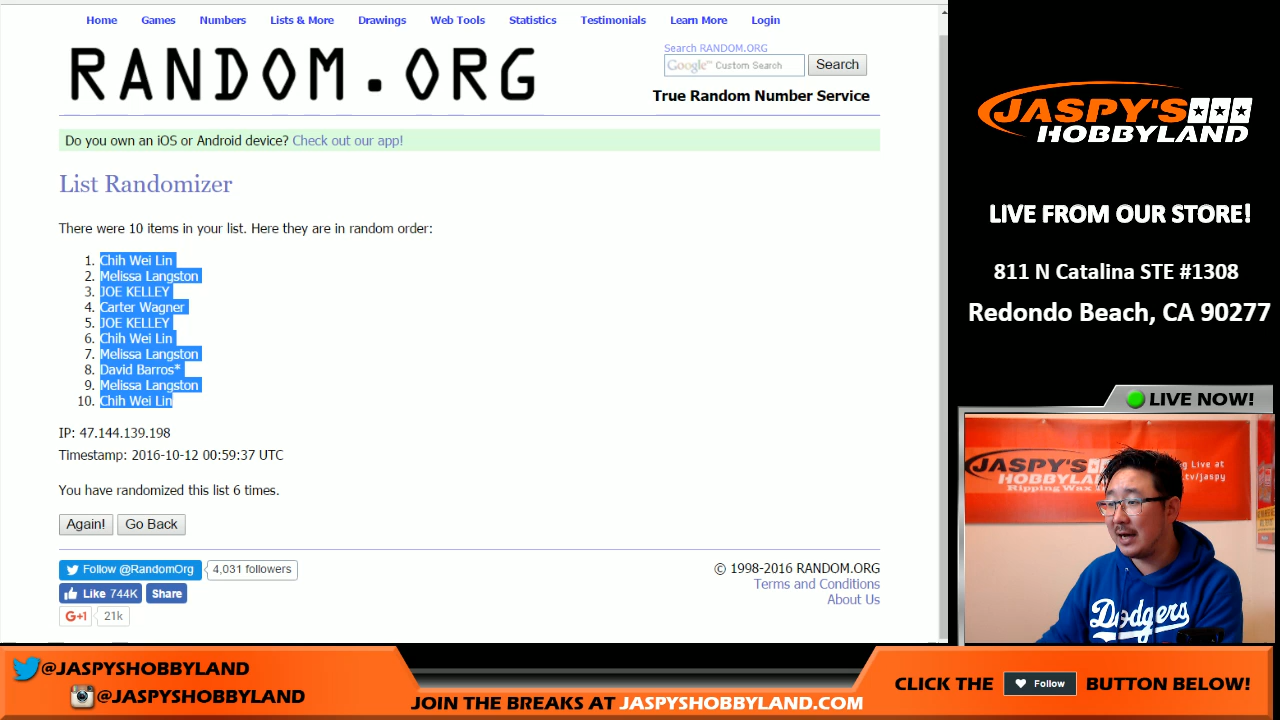 Home Games Numbers Lists & More Drawings Web Tools Statistics Testimonials Learn More Login
RANDOM.ORG
Search RANDOM.ORG
Google™ Custom Search Search
True Random Number Service
Do you own an iOS or Android device? Check out our app!
List Randomizer
There were 10 items in your list. Here they are in random order:
1. Chih Wei Lin
2. Melissa Langston
3. JOE KELLEY
4. Carter Wagner
5. JOE KELLEY
6. Chih Wei Lin
7. Melissa Langston
8. David Barros*
9. Melissa Langston
10. Chih Wei Lin
IP: 47.144.139.198
Timestamp: 2016-10-12 00:59:37 UTC
You have randomized this list 6 times.
Again! Go Back
Follow @RandomOrg 4,031 followers
Like 744K Share
G+1 21k
© 1998-2016 RANDOM.ORG
Terms and Conditions
About Us
JASPY'S
HOBBYLAND
LIVE FROM OUR STORE!
811 N Catalina STE #1308
Redondo Beach, CA 90277
LIVE NOW!
JASPY'S
HOBBYLAND
Ripping Wax
g Live at
tv/jaspy
Dodgers
@JASPYSHOBBYLAND
@JASPYSHOBBYLAND
JOIN THE BREAKS AT JASPYSHOBBYLAND.COM
CLICK THE Follow BUTTON BELOW!